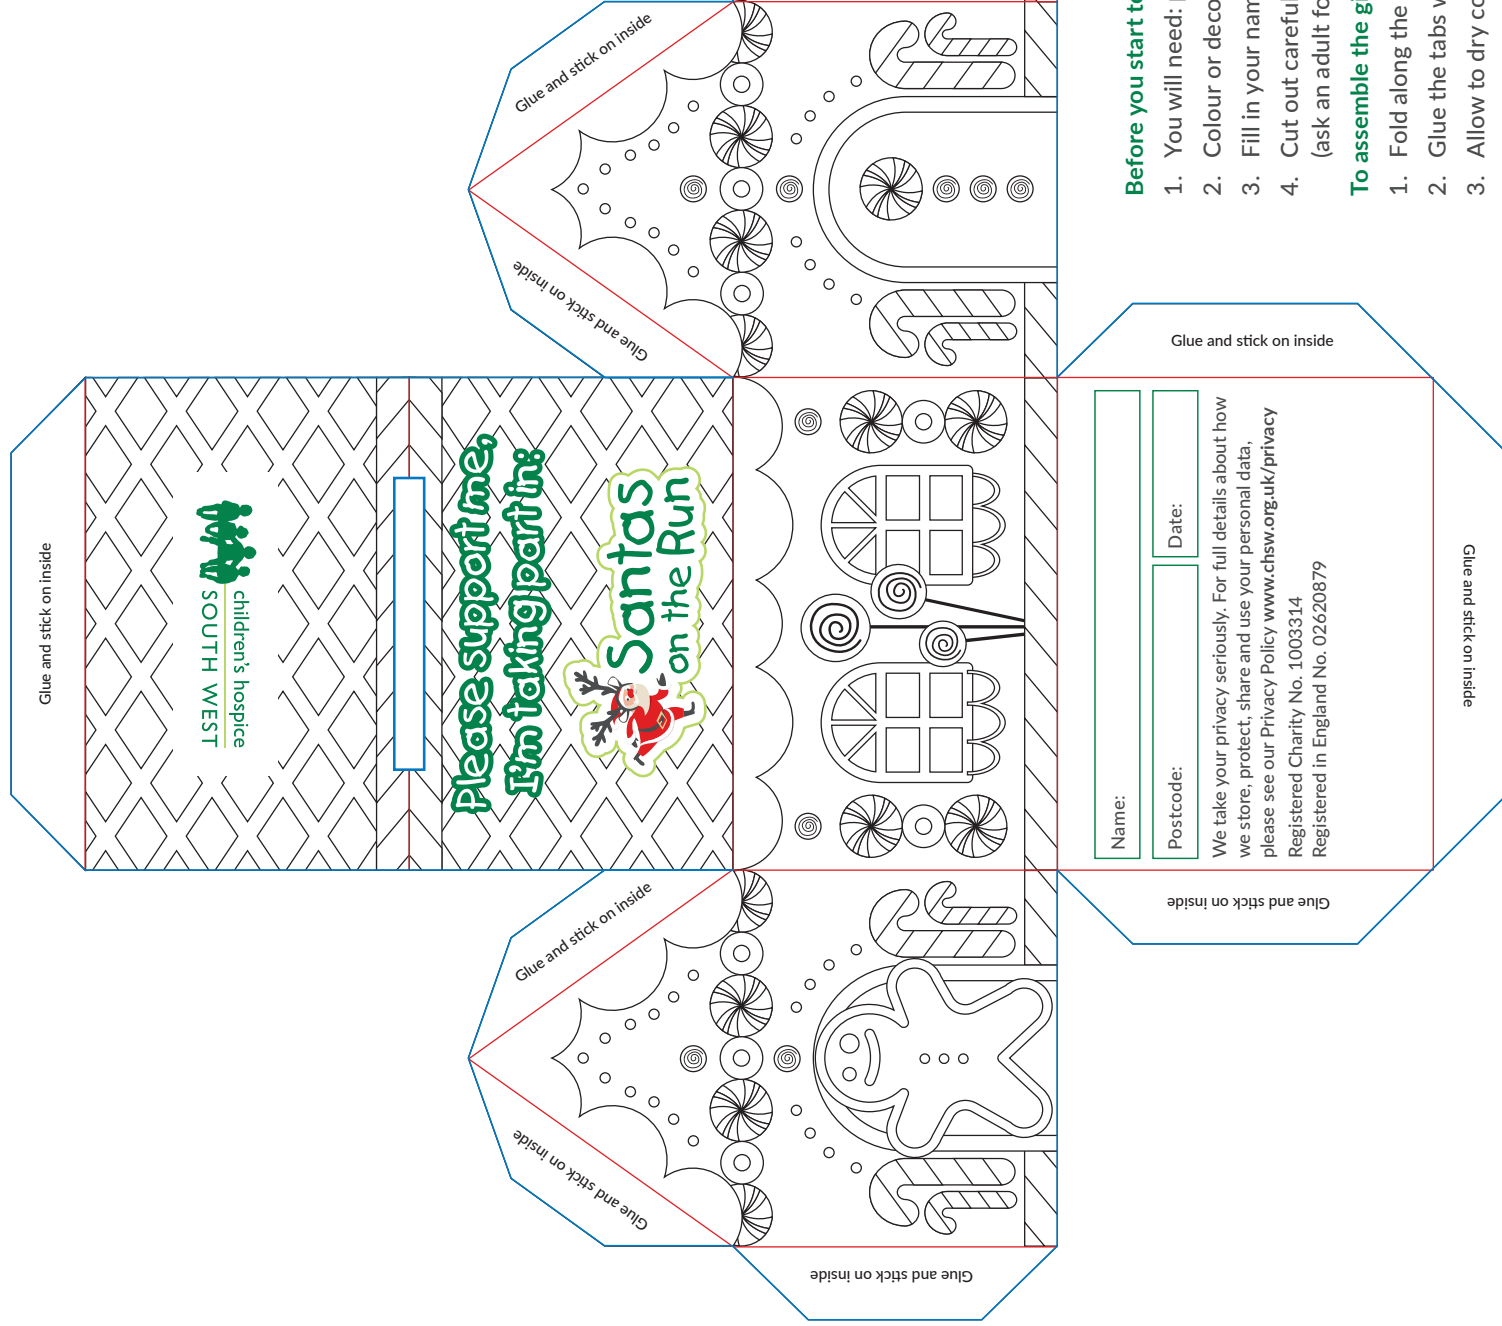 Glue and stick on inside
Glue and stick on inside
Glue and stick on inside
children's hospice
SOUTH WEST
Please support me,
I'm taking part in:
Santas
on the Run
Glue and stick on inside
Glue and stick on inside
Glue and stick on inside
Glue and stick on inside
Glue and stick on inside
Name:
Postcode:
Date:
We take your privacy seriously. For full details about how
we store, protect, share and use your personal data,
please see our Privacy Policy www.chsw.org.uk/privacy
Registered Charity No. 1003314
Registered in England No. 02620879
Glue and stick on inside
Glue and stick on inside
Before you start
1. You will need:
2. Colour or
3. Fill in your
4. Cut out
(ask an adult
To assemble the
1. Fold along the
2. Glue the tabs
3. Allow to dry